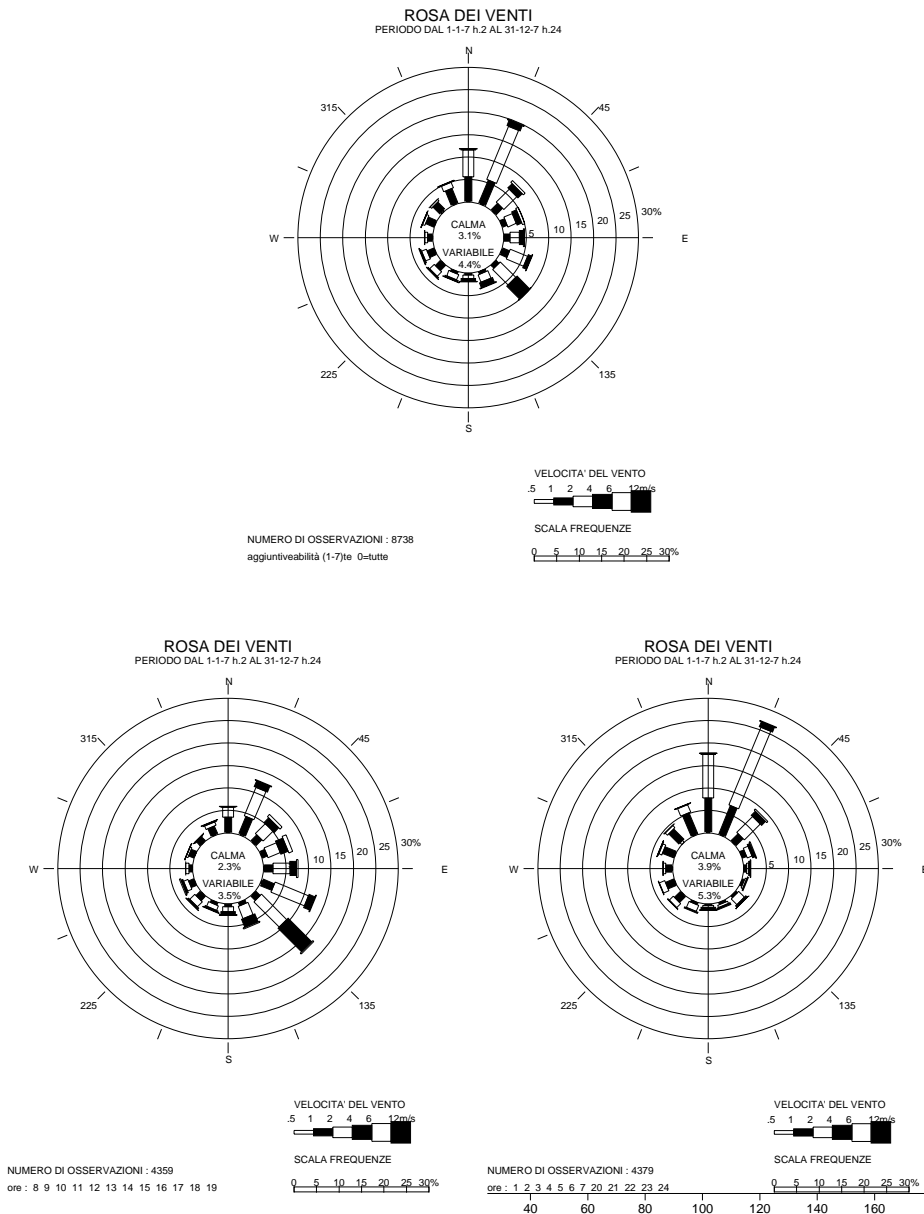 ROSA DEI VENTI
PERIODO DAL 1-1-7 h.2 AL 31-12-7 h.24
N
315
45
CALMA
3.1%
VARIABILE
4.4%
5 10 15 20 25 30%
W
E
225
135
S
VELOCITA' DEL VENTO
.5 1 2 4 6 12m/s
SCALA FREQUENZE
0 5 10 15 20 25 30%
NUMERO DI OSSERVAZIONI : 8738
aggiuntiveabilità (1-7)te 0=tutte
ROSA DEI VENTI
PERIODO DAL 1-1-7 h.2 AL 31-12-7 h.24
N
315
45
CALMA
2.3%
VARIABILE
3.5%
10 15 20 25 30%
W
E
225
135
S
VELOCITA' DEL VENTO
.5 1 2 4 6 12m/s
SCALA FREQUENZE
0 5 10 15 20 25 30%
NUMERO DI OSSERVAZIONI : 4359
ore : 8 9 10 11 12 13 14 15 16 17 18 19
ROSA DEI VENTI
PERIODO DAL 1-1-7 h.2 AL 31-12-7 h.24
N
315
45
CALMA
3.9%
VARIABILE
5.3%
5 10 15 20 25 30%
W
E
225
135
S
VELOCITA' DEL VENTO
.5 1 2 4 6 12m/s
SCALA FREQUENZE
0 5 10 15 20 25 30%
NUMERO DI OSSERVAZIONI : 4379
ore : 1 2 3 4 5 6 7 20 21 22 23 24
40 60 80 100 120 140 160